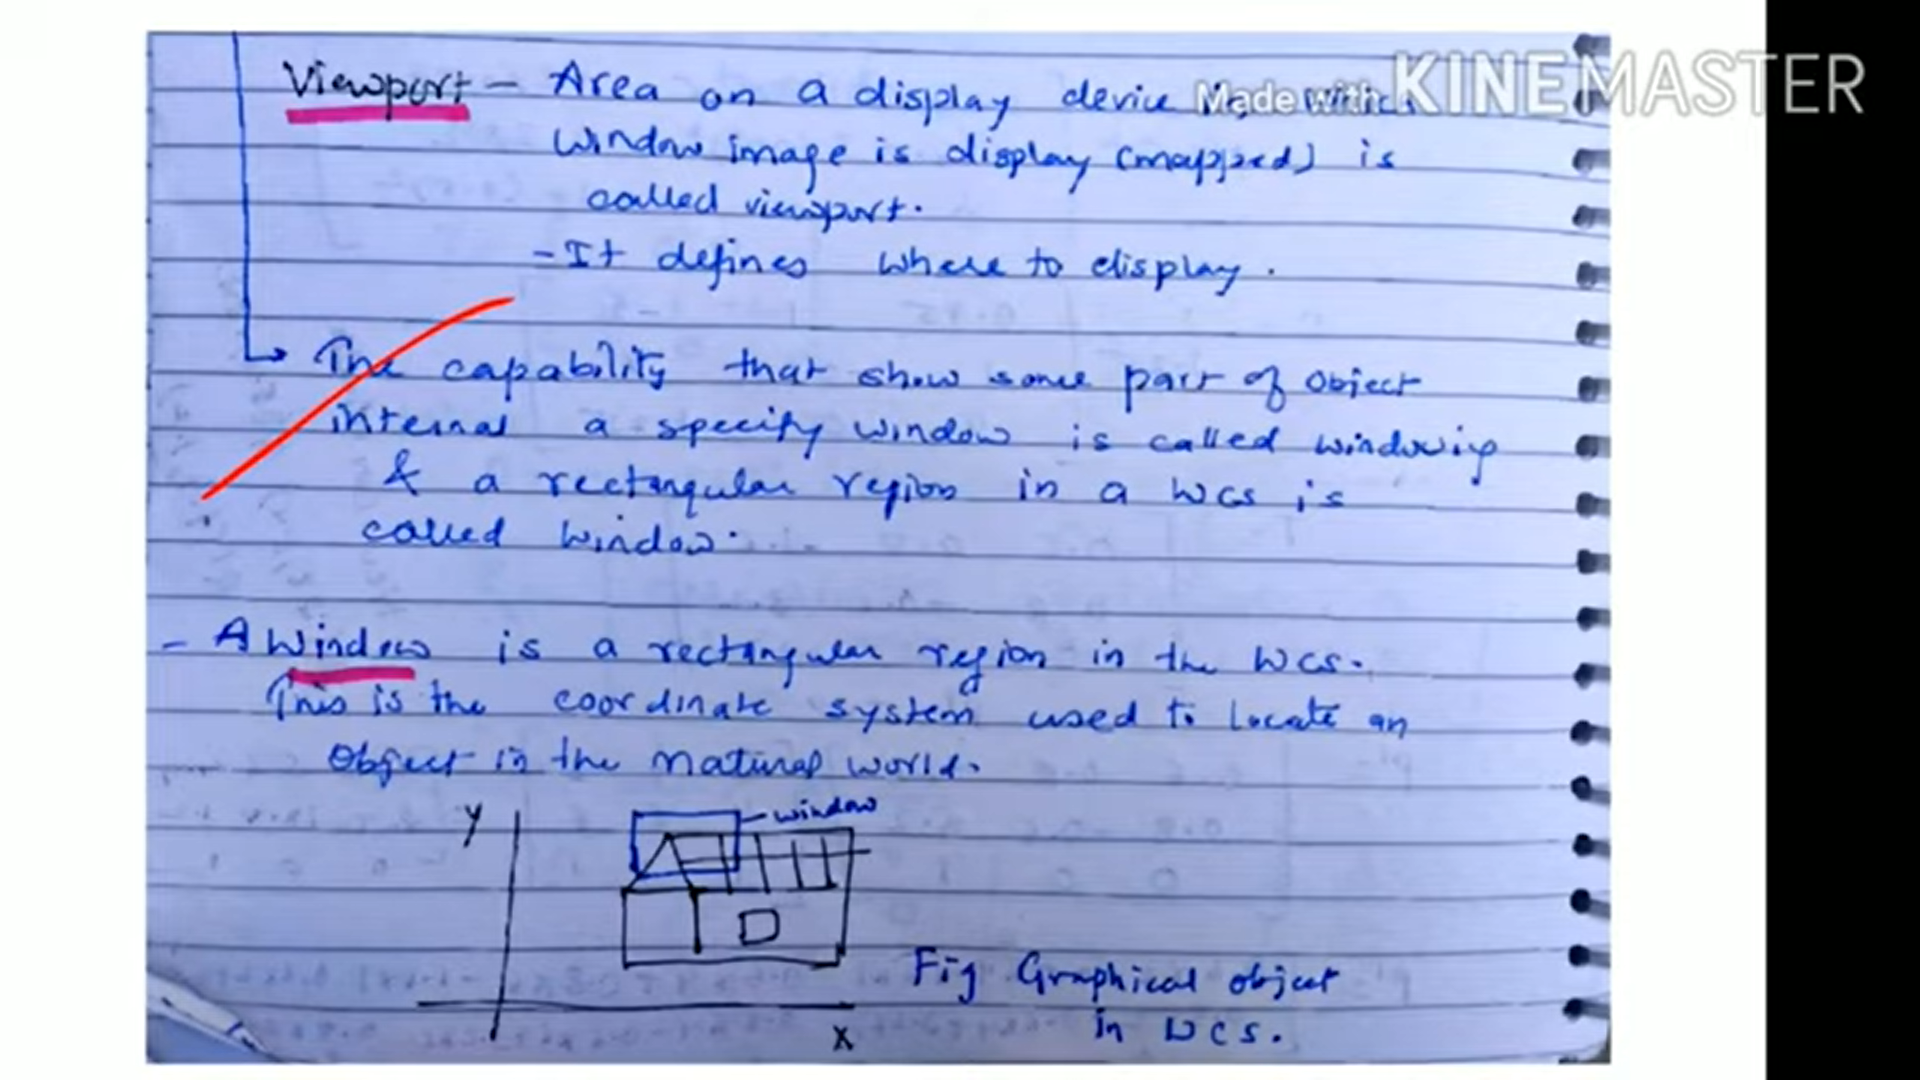 Viewport - Area on a display device in which
Made with KINEMASTER
window image is display (mapped) is
called viewport.
- It defines where to display.
The capability that show some part of object
internal a specify window is called windowing
& a rectangular region in a WCS is
called window.
- A Window is a rectangular region in the WCS.
This is the coordinate system used to locate an
object in the natural world.
Y
window
Fig Graphical object
in WCS.
X